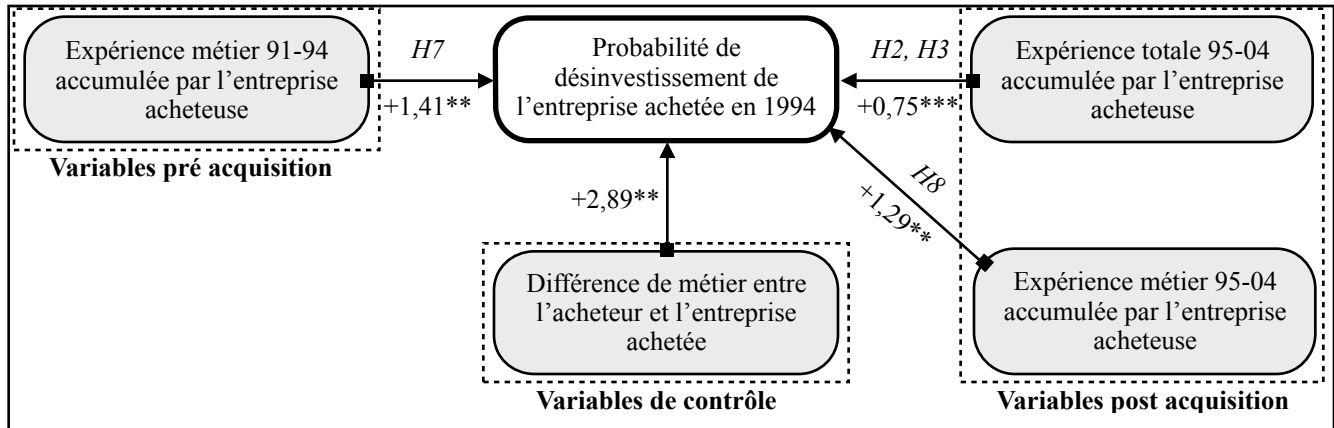 Expérience métier 91-94
accumulée par l’entreprise
acheteuse
Variables pré acquisition
H7
+1,41**
Probabilité de
désinvestissement de
l’entreprise achetée en 1994
H2, H3
+0,75***
Expérience totale 95-04
accumulée par l’entreprise
acheteuse
+2,89**
H8
+1,29**
Différence de métier entre
l’acheteur et l’entreprise
achetée
Variables de contrôle
Expérience métier 95-04
accumulée par l’entreprise
acheteuse
Variables post acquisition